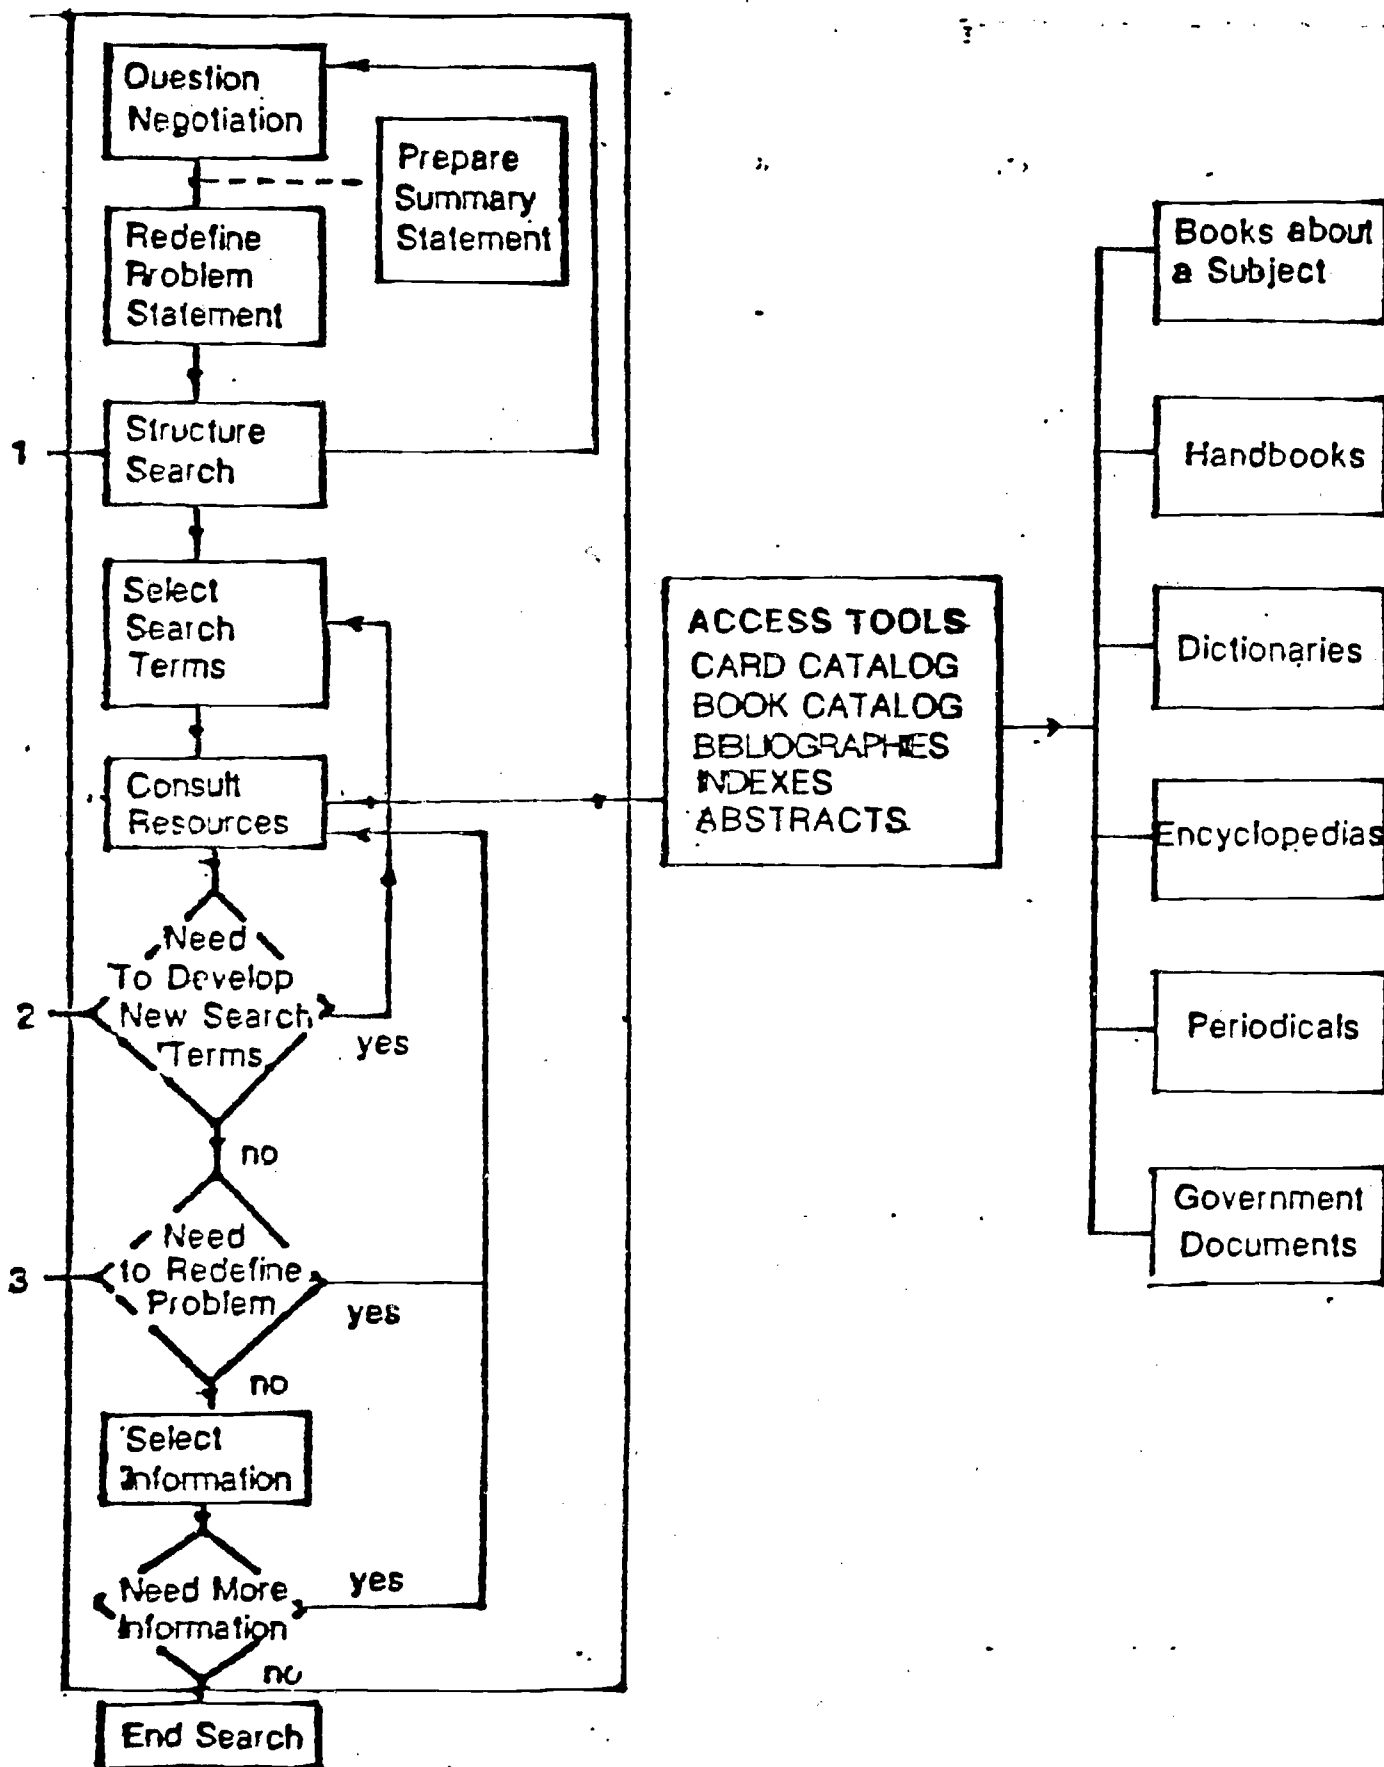 Question
Negotiation
Prepare
Summary
Statement
Redefine
Problem
Statement
1
Structure
Search
Select
Search
Terms
Consult
Resources
Need
To Develop
New Search
Terms
2
yes
no
Need
to Redefine
Problem
3
yes
no
Select
Information
Need More
Information
yes
no
End Search
ACCESS TOOLS
CARD CATALOG
BOOK CATALOG
BBLIOGRAPHIES
INDEXES
ABSTRACTS
Books about
a Subject
Handbooks
Dictionaries
Encyclopedias
Periodicals
Government
Documents